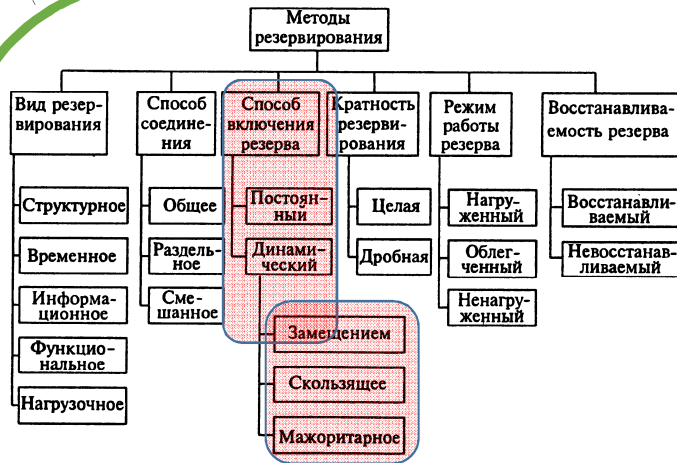 Методы
резервирования
Вид резер-
вирования
Способ
соедине-
ния
Способ
включения
резерва
Кратность
резерви-
рования
Режим
работы
резерва
Восстанавлива-
емость резерва
Структурное
Временное
Информа-
ционное
Функцио-
нальное
Нагрузочное
Общее
Раздель-
ное
Сме-
шанное
Постоян-
ный
Динами-
ческий
Замещением
Скользящее
Мажоритарное
Целая
Дробная
Нагру-
женный
Облег-
ченный
Ненагру-
женный
Восстанавли-
ваемый
Невосстанав-
ливаемый